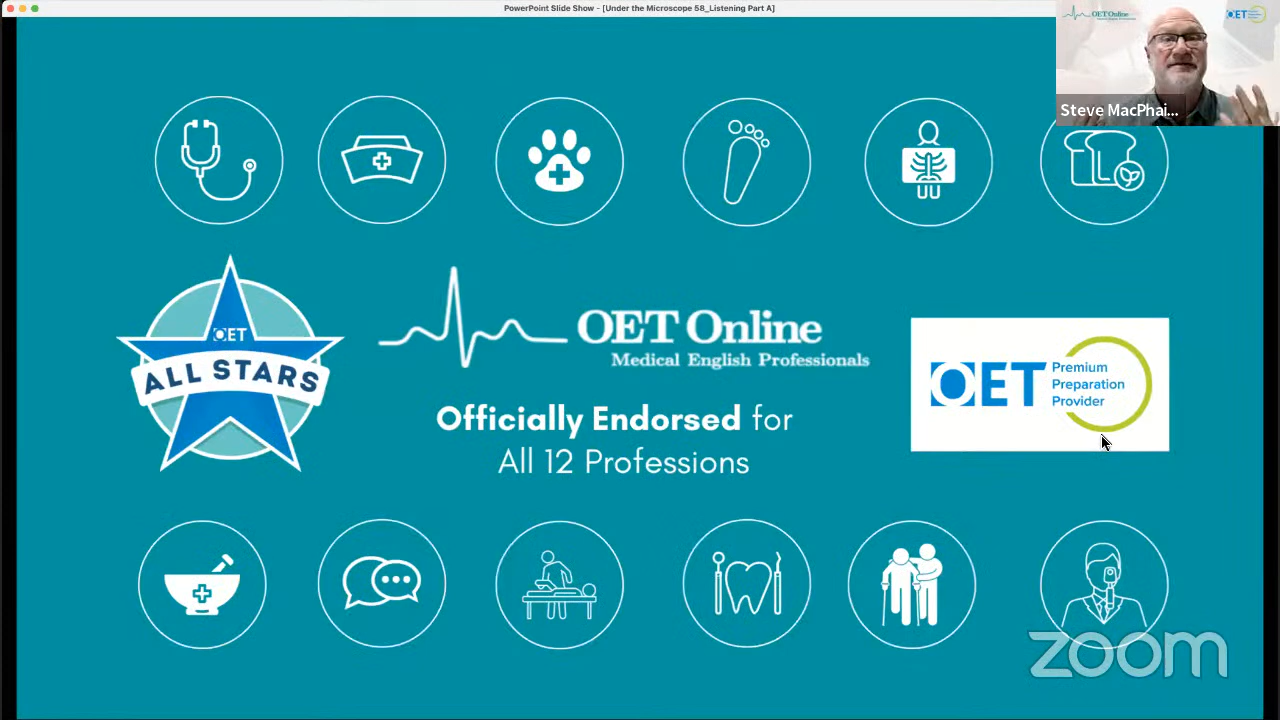 PowerPoint Slide Show - [Under the Microscope 58_Listening Part A]
OET Online
OET
Steve MacPhai...
OET
ALL STARS
OET Online
Medical English Professionals
Officially Endorsed for
All 12 Professions
OET
Premium
Preparation
Provider
zoom